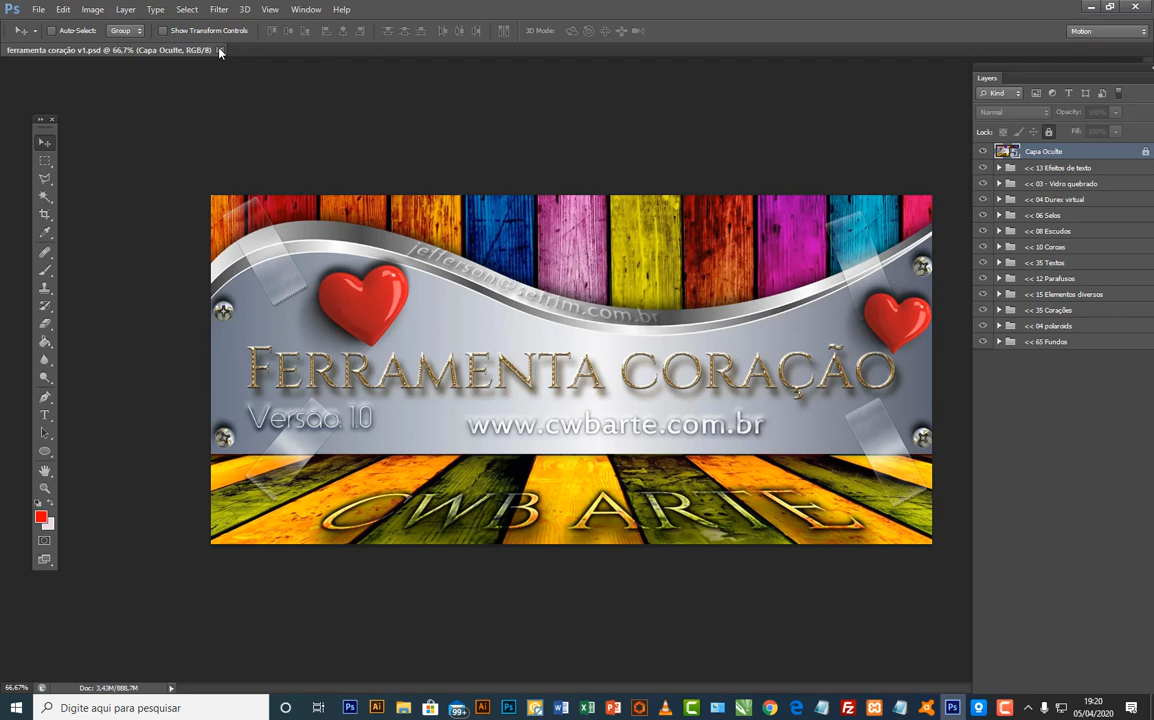 Ps File Edit Image Layer Type Select Filter 3D View Window Help
Auto-Select: Group Show Transform Controls 3D Mode: Motion
ferramenta coração v1.psd @ 66,7% (Capa Oculte, RGB/8)
Layers
Kind
Normal Opacity: 100%
Lock: Fill: 100%
Capa Oculte
<< 13 Efeitos de texto
<< 03 - Vidro quebrado
<< 04 Durex virtual
<< 06 Selos
<< 08 Escudos
<< 10 Coroas
<< 35 Textos
<< 12 Parafusos
<< 15 Elementos diversos
<< 35 Corações
<< 04 polaroids
<< 65 Fundos
jefferson@setrim.com.br
Ferramenta coração
Versão 1.0
www.cwbarte.com.br
CWB ARTE
66,67% Doc: 3,43M/888,7M
Digite aqui para pesquisar
99+
19:20
05/04/2020